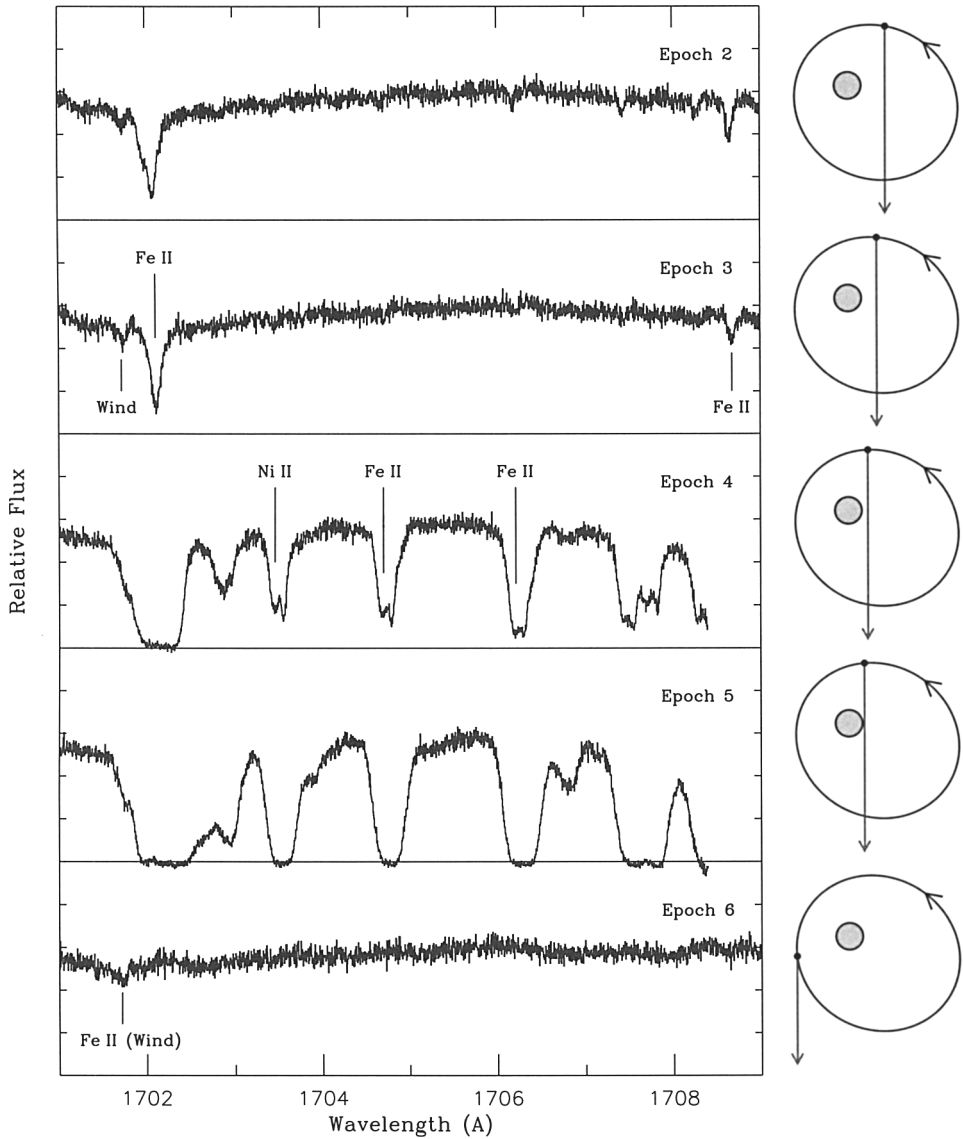 Epoch 2
Epoch 3
Fe II
Wind
Fe II
Epoch 4
Ni II
Fe II
Fe II
Relative Flux
Epoch 5
Epoch 6
Fe II (Wind)
1702
1704
1706
1708
Wavelength (A)